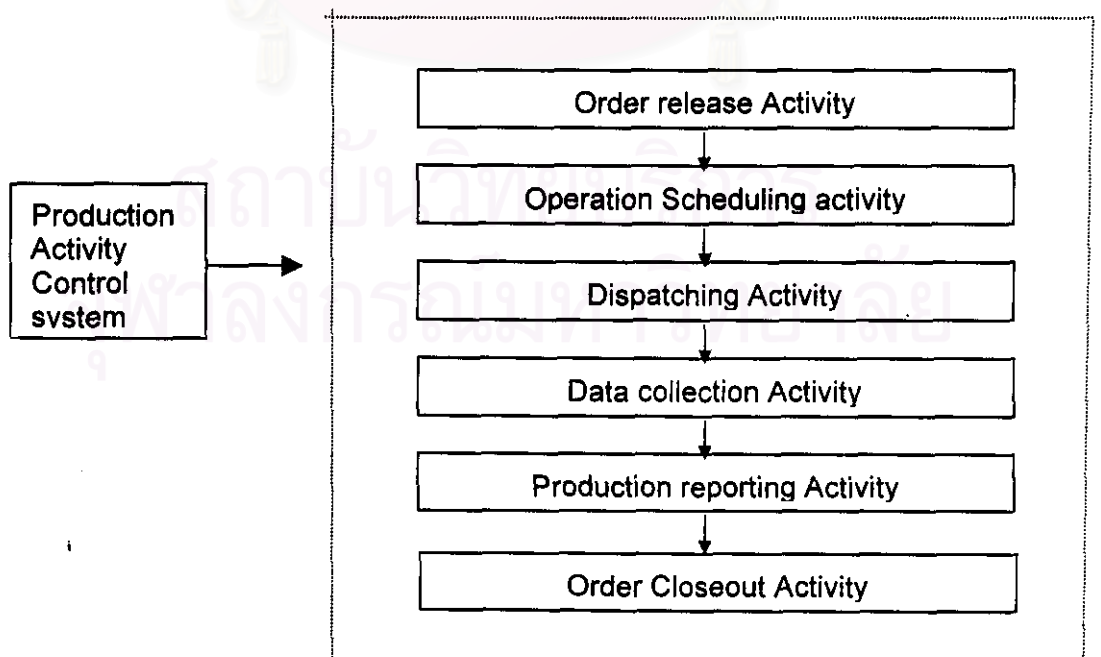 Order release Activity
Operation Scheduling activity
Production
Activity
Control
system
Dispatching Activity
Data collection Activity
Production reporting Activity
Order Closeout Activity
สถาบันวิทยบริการ
จุฬาลงกรณ์มหาวิทยาลัย